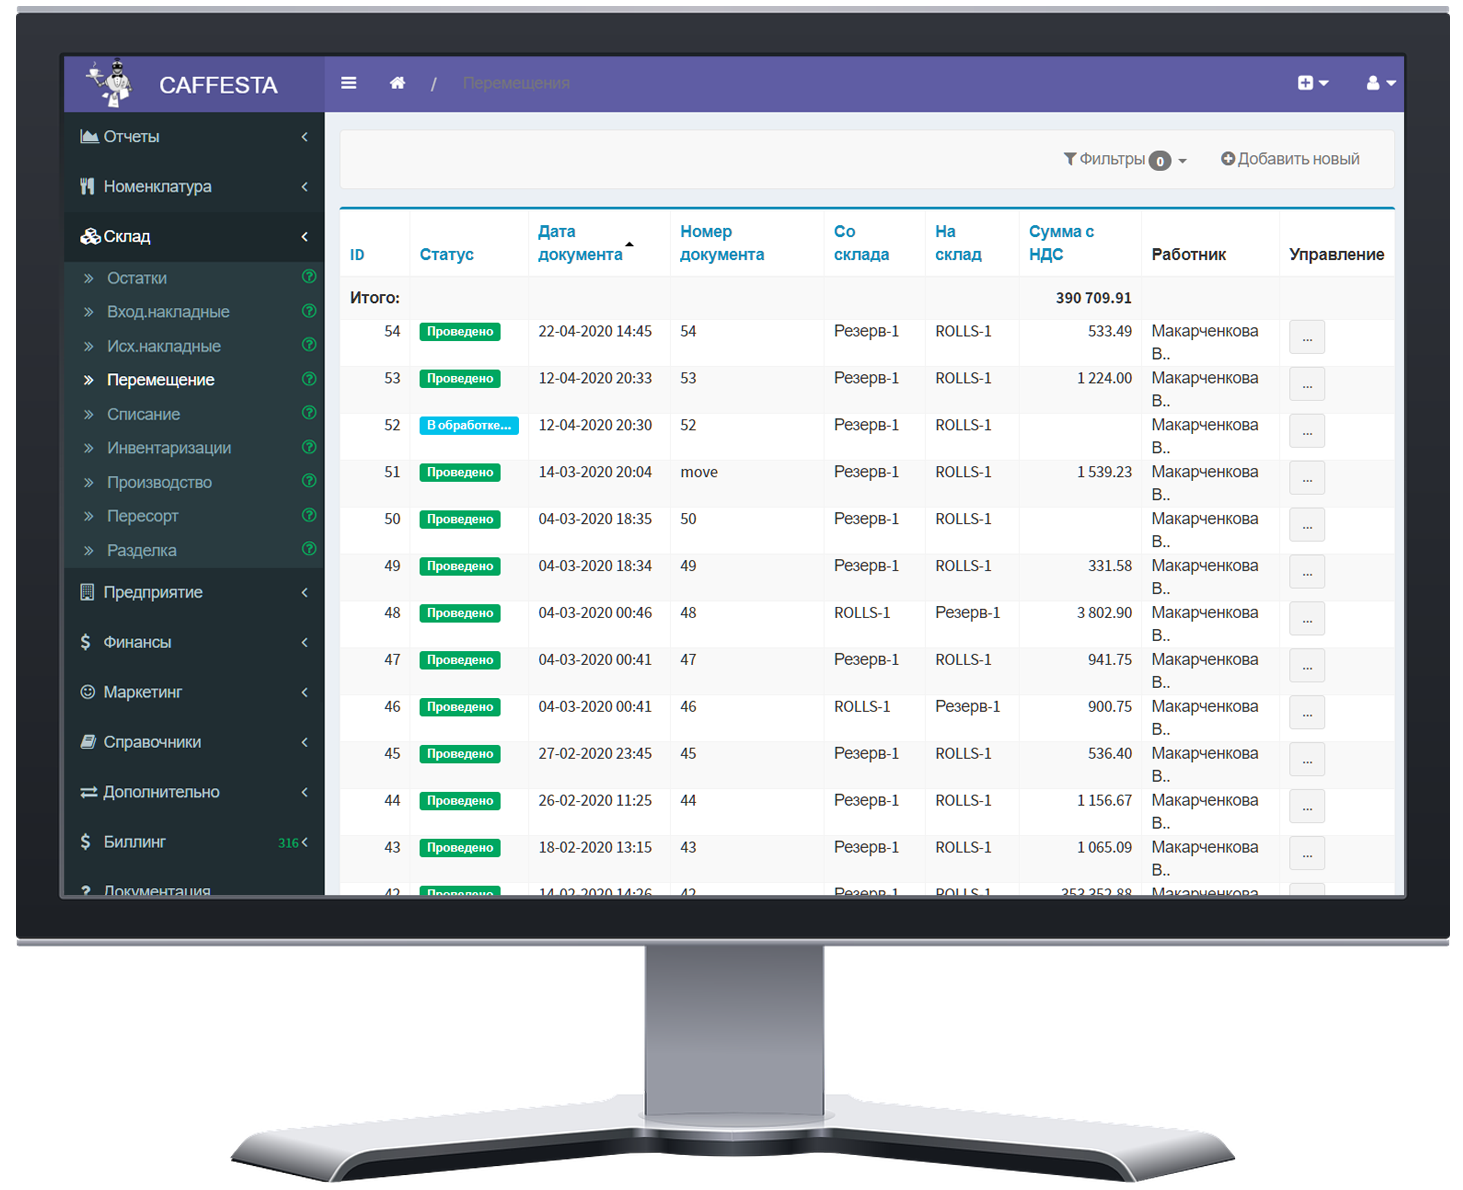 CAFFESTA
/ Перемещения
Отчеты
Номенклатура
Склад
Остатки
Вход.накладные
Исх.накладные
Перемещение
Списание
Инвентаризации
Производство
Пересорт
Разделка
Предприятие
Финансы
Маркетинг
Справочники
Дополнительно
Биллинг 316
Документация
Фильтры 0 Добавить новый
ID Статус Дата документа Номер документа Со склада На склад Сумма с НДС Работник Управление
Итого: 390 709.91
54 Проведено 22-04-2020 14:45 54 Резерв-1 ROLLS-1 533.49 Макарченкова В.. ...
53 Проведено 12-04-2020 20:33 53 Резерв-1 ROLLS-1 1 224.00 Макарченкова В.. ...
52 В обработке... 12-04-2020 20:30 52 Резерв-1 ROLLS-1 Макарченкова В.. ...
51 Проведено 14-03-2020 20:04 move Резерв-1 ROLLS-1 1 539.23 Макарченкова В.. ...
50 Проведено 04-03-2020 18:35 50 Резерв-1 ROLLS-1 Макарченкова В.. ...
49 Проведено 04-03-2020 18:34 49 Резерв-1 ROLLS-1 331.58 Макарченкова В.. ...
48 Проведено 04-03-2020 00:46 48 ROLLS-1 Резерв-1 3 802.90 Макарченкова В.. ...
47 Проведено 04-03-2020 00:41 47 Резерв-1 ROLLS-1 941.75 Макарченкова В.. ...
46 Проведено 04-03-2020 00:41 46 ROLLS-1 Резерв-1 900.75 Макарченкова В.. ...
45 Проведено 27-02-2020 23:45 45 Резерв-1 ROLLS-1 536.40 Макарченкова В.. ...
44 Проведено 26-02-2020 11:25 44 Резерв-1 ROLLS-1 1 156.67 Макарченкова В.. ...
43 Проведено 18-02-2020 13:15 43 Резерв-1 ROLLS-1 1 065.09 Макарченкова В.. ...
42 Проведено 14-02-2020 14:26 42 Резерв-1 ROLLS-1 353 352.88 Макарченкова